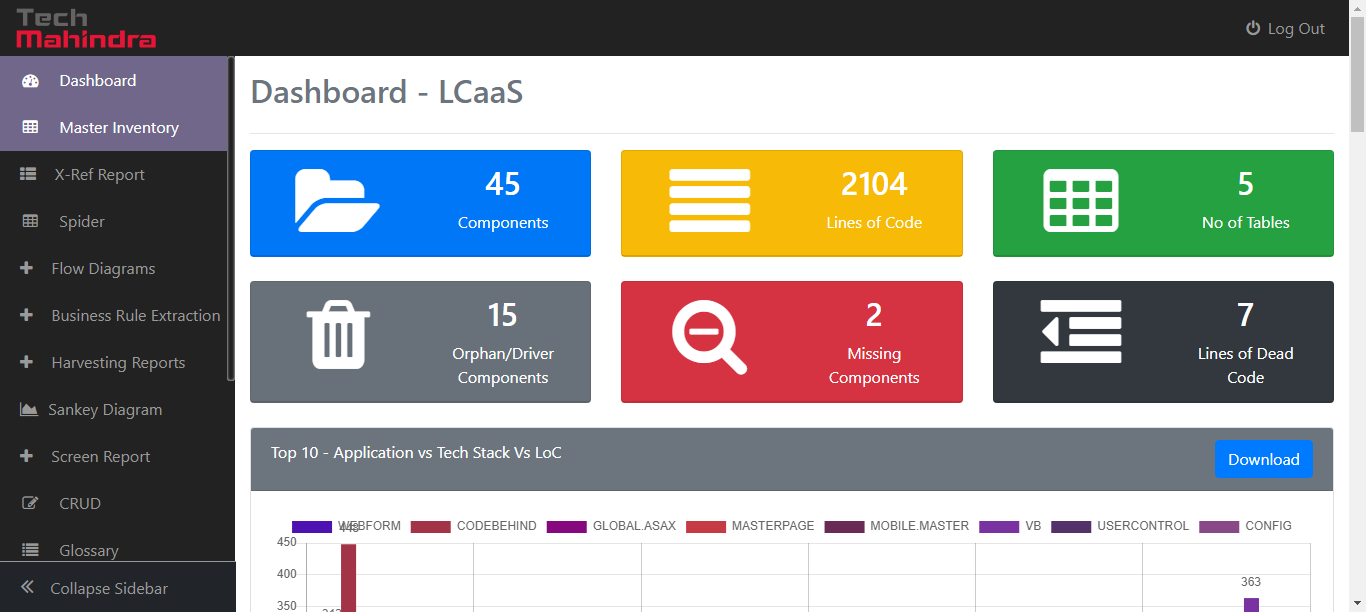 Tech
Mahindra
Log Out
Dashboard
Master Inventory
X-Ref Report
Spider
Flow Diagrams
Business Rule Extraction
Harvesting Reports
Sankey Diagram
Screen Report
CRUD
Glossary
Collapse Sidebar
Dashboard - LCaaS
45
Components
2104
Lines of Code
5
No of Tables
15
Orphan/Driver
Components
2
Missing
Components
7
Lines of Dead
Code
Top 10 - Application vs Tech Stack Vs LoC
Download
WEBFORM CODEBEHIND GLOBAL.ASAX MASTERPAGE MOBILE.MASTER VB USERCONTROL CONFIG
450
400
363
350